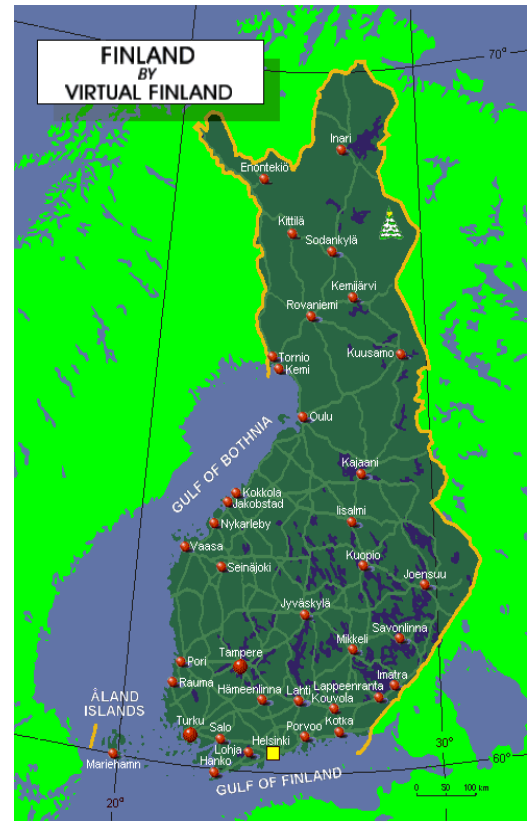 FINLAND
BY
VIRTUAL FINLAND
70°
Inari
Enontekiö
Kittilä
Sodankylä
Kemijärvi
Rovaniemi
Tornio
Kuusamo
Kemi
Oulu
GULF OF BOTHNIA
Kajaani
Kokkola
Jakobstad
Iisalmi
Nykarleby
Vaasa
Kuopio
Seinäjoki
Joensuu
Jyväskylä
Savonlinna
Mikkeli
Tampere
Pori
Imatra
Rauma
Hämeenlinna
Lahti
Lappeenranta
Kouvola
ÅLAND
ISLANDS
Turku
Salo
Porvoo
Kotka
Helsinki
Lohja
30°
Mariehamn
Hanko
60°
GULF OF FINLAND
0 50 100 km
20°